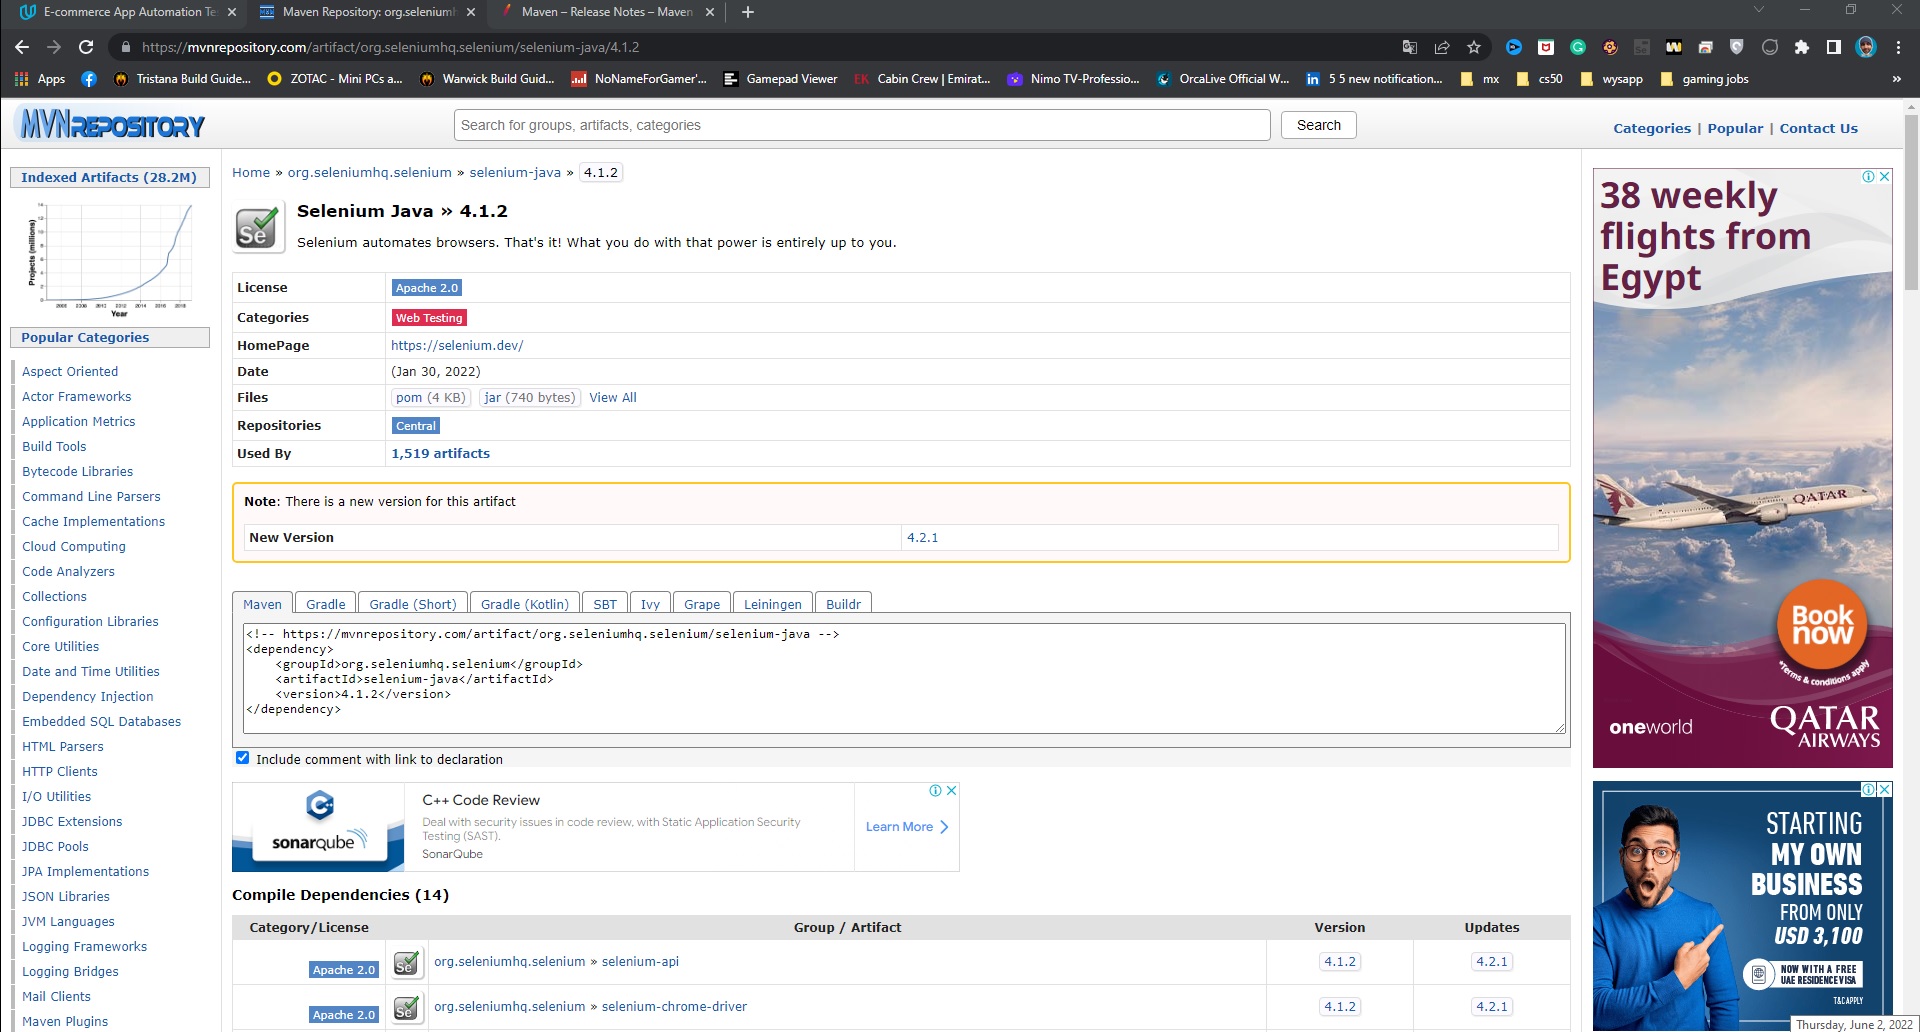 E-commerce App Automation Te
Maven Repository: org.selenium
Maven – Release Notes – Maven
https://mvnrepository.com/artifact/org.seleniumhq.selenium/selenium-java/4.1.2
Apps
Tristana Build Guide...
ZOTAC - Mini PCs a...
Warwick Build Guid...
NoNameForGamer'...
Gamepad Viewer
EK Cabin Crew | Emirat...
Nimo TV-Professio...
OrcaLive Official W...
5 5 new notification...
mx
cs50
wysapp
gaming jobs
»
MVNREPOSITORY
Search for groups, artifacts, categories
Search
Categories | Popular | Contact Us
Indexed Artifacts (28.2M)
Projects (millions)
Year
Popular Categories
Aspect Oriented
Actor Frameworks
Application Metrics
Build Tools
Bytecode Libraries
Command Line Parsers
Cache Implementations
Cloud Computing
Code Analyzers
Collections
Configuration Libraries
Core Utilities
Date and Time Utilities
Dependency Injection
Embedded SQL Databases
HTML Parsers
HTTP Clients
I/O Utilities
JDBC Extensions
JDBC Pools
JPA Implementations
JSON Libraries
JVM Languages
Logging Frameworks
Logging Bridges
Mail Clients
Maven Plugins
Home » org.seleniumhq.selenium » selenium-java » 4.1.2
Se
Selenium Java » 4.1.2
Selenium automates browsers. That's it! What you do with that power is entirely up to you.
License Apache 2.0
Categories Web Testing
HomePage https://selenium.dev/
Date (Jan 30, 2022)
Files pom (4 KB) jar (740 bytes) View All
Repositories Central
Used By 1,519 artifacts
Note: There is a new version for this artifact
New Version 4.2.1
Maven Gradle Gradle (Short) Gradle (Kotlin) SBT Ivy Grape Leiningen Buildr
<!-- https://mvnrepository.com/artifact/org.seleniumhq.selenium/selenium-java -->
<dependency>
    <groupId>org.seleniumhq.selenium</groupId>
    <artifactId>selenium-java</artifactId>
    <version>4.1.2</version>
</dependency>
Include comment with link to declaration
sonarqube
C++ Code Review
Deal with security issues in code review, with Static Application Security
Testing (SAST).
SonarQube
Learn More
Compile Dependencies (14)
Category/License Group / Artifact Version Updates
Apache 2.0 Se org.seleniumhq.selenium » selenium-api 4.1.2 4.2.1
Apache 2.0 Se org.seleniumhq.selenium » selenium-chrome-driver 4.1.2 4.2.1
38 weekly
flights from
Egypt
QATAR
Book
now
*Terms & conditions apply
oneworld
QATAR
AIRWAYS
STARTING
MY OWN
BUSINESS
FROM ONLY
USD 3,100
NOW WITH A FREE
UAE RESIDENCE VISA
T&C APPLY
Thursday, June 2, 2022